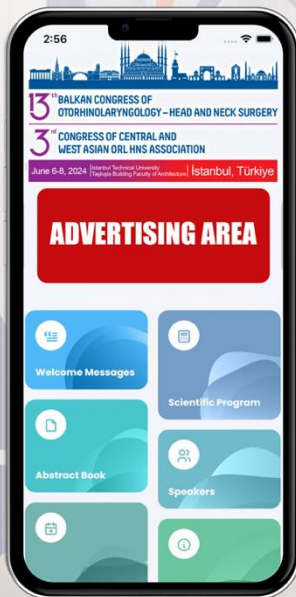 2:56
13th BALKAN CONGRESS OF
OTORHINOLARYNGOLOGY – HEAD AND NECK SURGERY
3rd CONGRESS OF CENTRAL AND
WEST ASIAN ORL HNS ASSOCIATION
June 6-8, 2024 Istanbul Technical University
Taşkışla Building Faculty of Architecture İstanbul, Türkiye
ADVERTISING AREA
Welcome Messages
Scientific Program
Abstract Book
Speakers